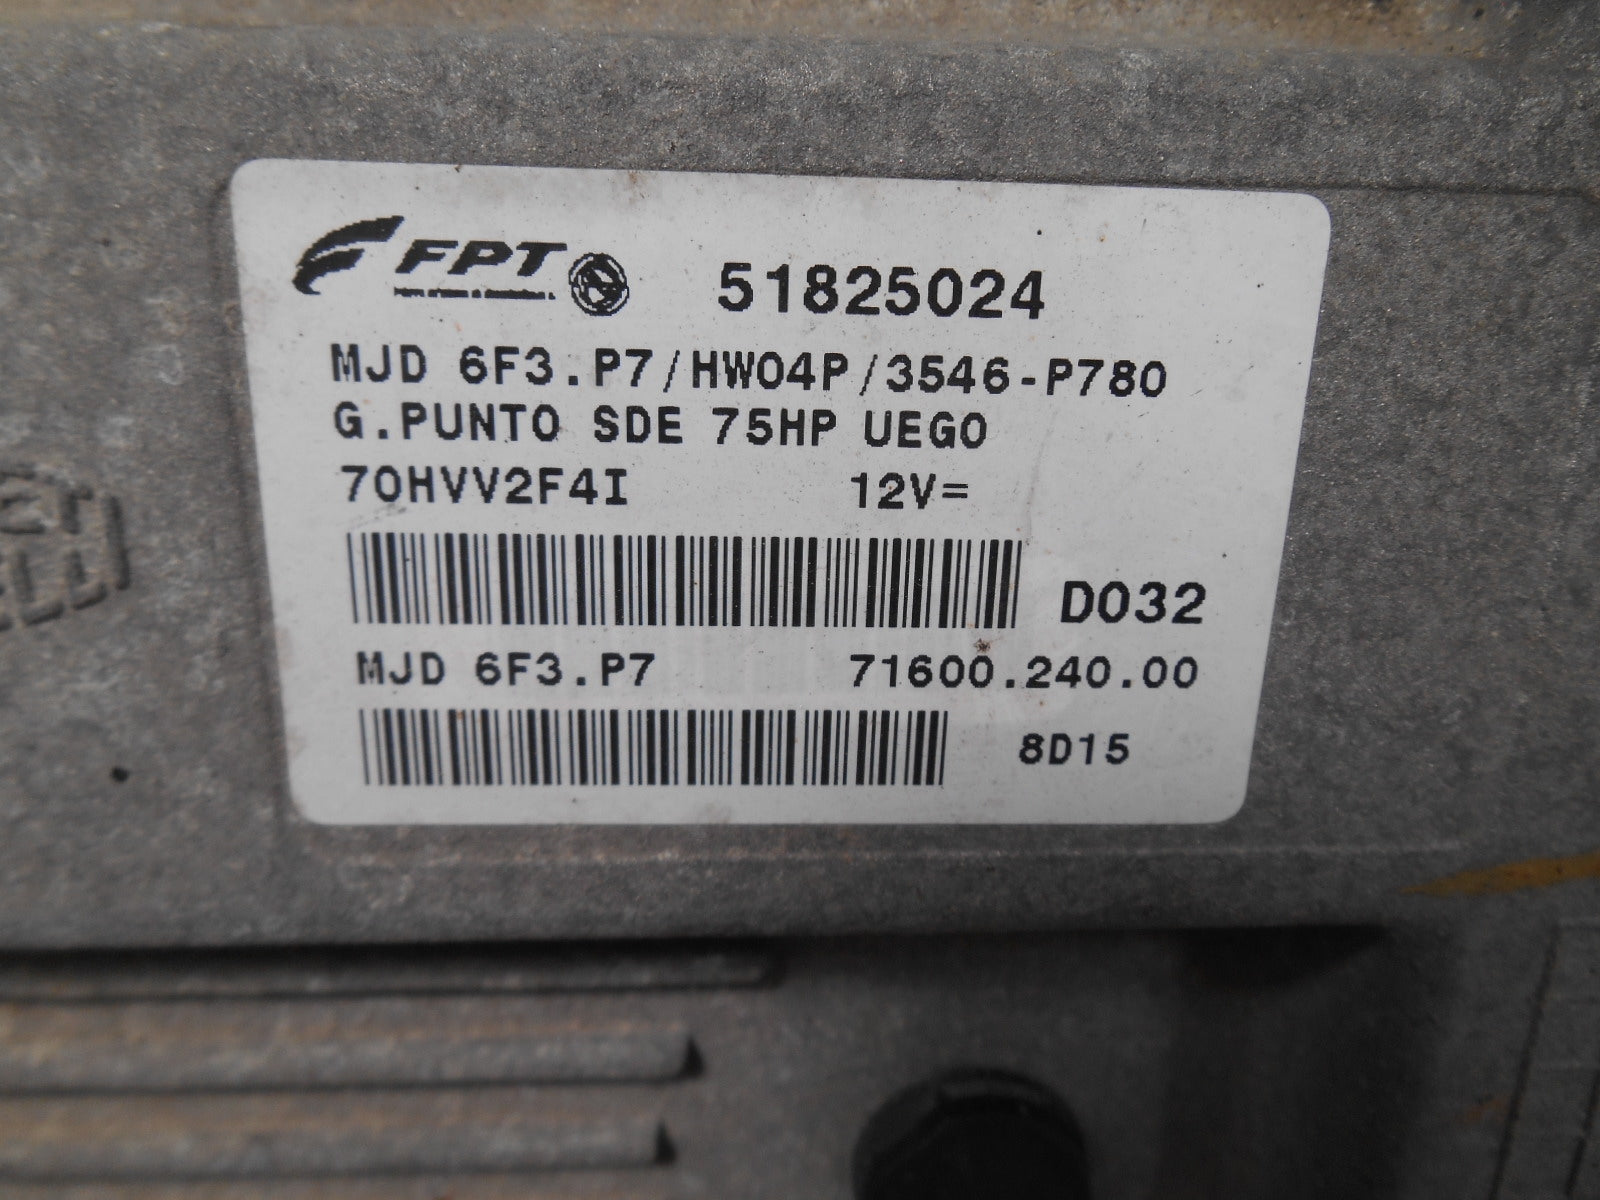 FPT 51825024
MJD 6F3.P7/HW04P/3546-P780
G.PUNTO SDE 75HP UEGO
70HVV2F4I 12V=
D032
MJD 6F3.P7 71600.240.00
8D15